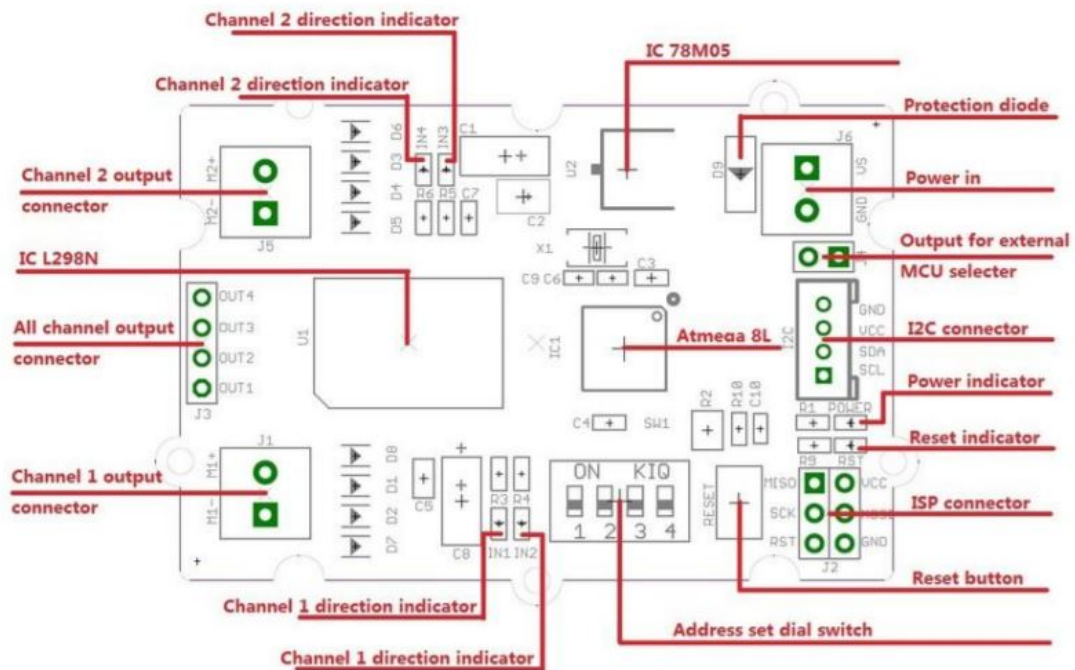 Channel 2 direction indicator
IC 78M05
Channel 2 direction indicator
Protection diode
D6
IN4
IN3
C1
J6
M2+
D3
U2
D9
VS
Channel 2 output
connector
M2-
D4
R6
R5
C7
Power in
D5
C2
GND
J5
X1
Output for external
MCU selecter
J4
IC L298N
C9
C6
C3
OUT4
GND
All channel output
connector
OUT3
U1
VCC
I2C connector
IC1
Atmega 8L
I2C
OUT2
SDA
OUT1
SCL
Power indicator
J3
R2
R10
C10
R1
POWER
C4
SW1
J1
D8
Reset indicator
M1+
R9
RST
Channel 1 output
connector
D1
ON
KIQ
MISO
VCC
C5
R3
R4
RESET
ISP connector
M1-
D2
SCK
1
2
3
4
D7
RST
GND
C8
IN1
IN2
J2
Reset button
Channel 1 direction indicator
Address set dial switch
Channel 1 direction indicator